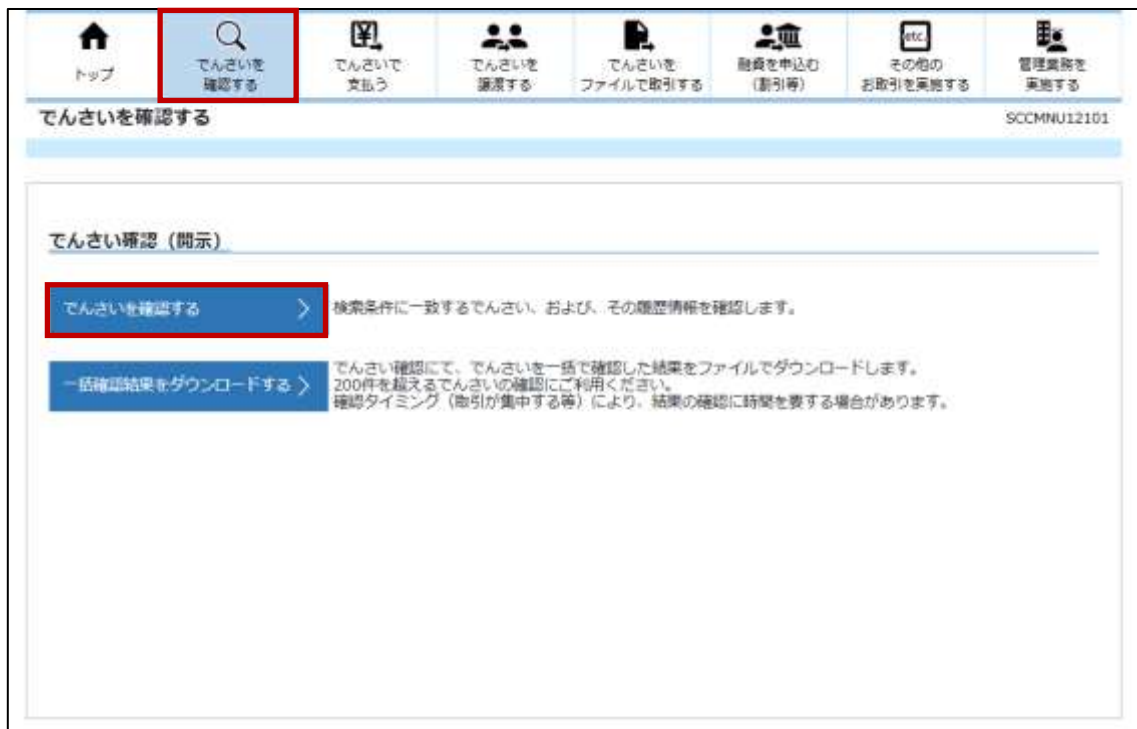 トップ
でんさいを
確認する
でんさいで
支払う
でんさいを
譲渡する
でんさいを
ファイルで取引する
融資を申込む
(割引等)
etc.
その他の
お取引を実施する
管理業務を
実施する
でんさいを確認する
SCCMNU12101
でんさい確認（開示）
でんさいを確認する
検索条件に一致するでんさい、および、その履歴情報を確認します。
一括確認結果をダウンロードする
でんさい確認にて、でんさいを一括で確認した結果をファイルでダウンロードします。
200件を超えるでんさいの確認にご利用ください。
確認タイミング（取引が集中する等）により、結果の確認に時間を要する場合があります。